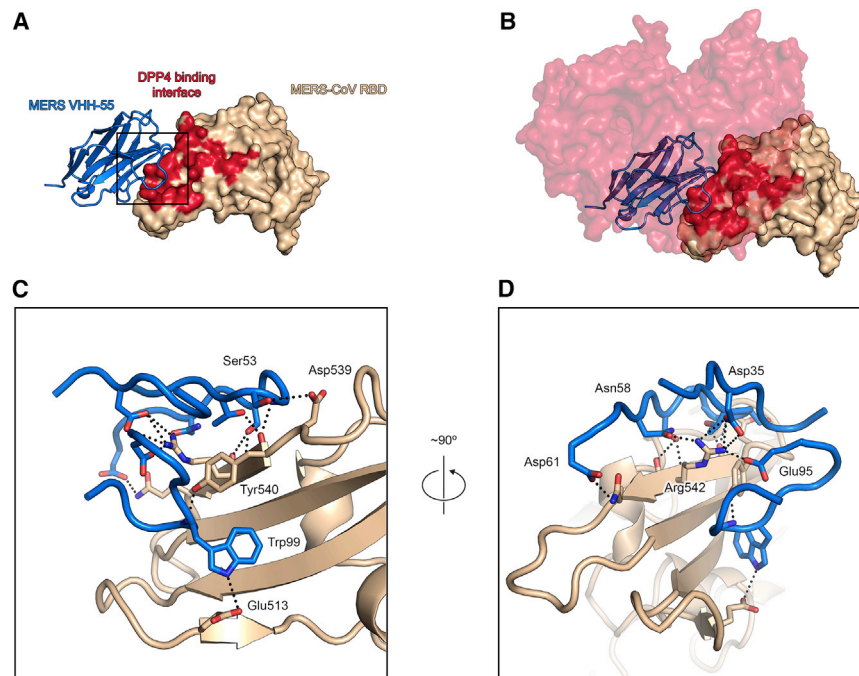 A
B
DPP4 binding
interface
MERS VHH-55
MERS-CoV RBD
C
D
Ser53
Asp539
Tyr540
Trp99
Glu513
~90º
Asp35
Asn58
Asp61
Glu95
Arg542